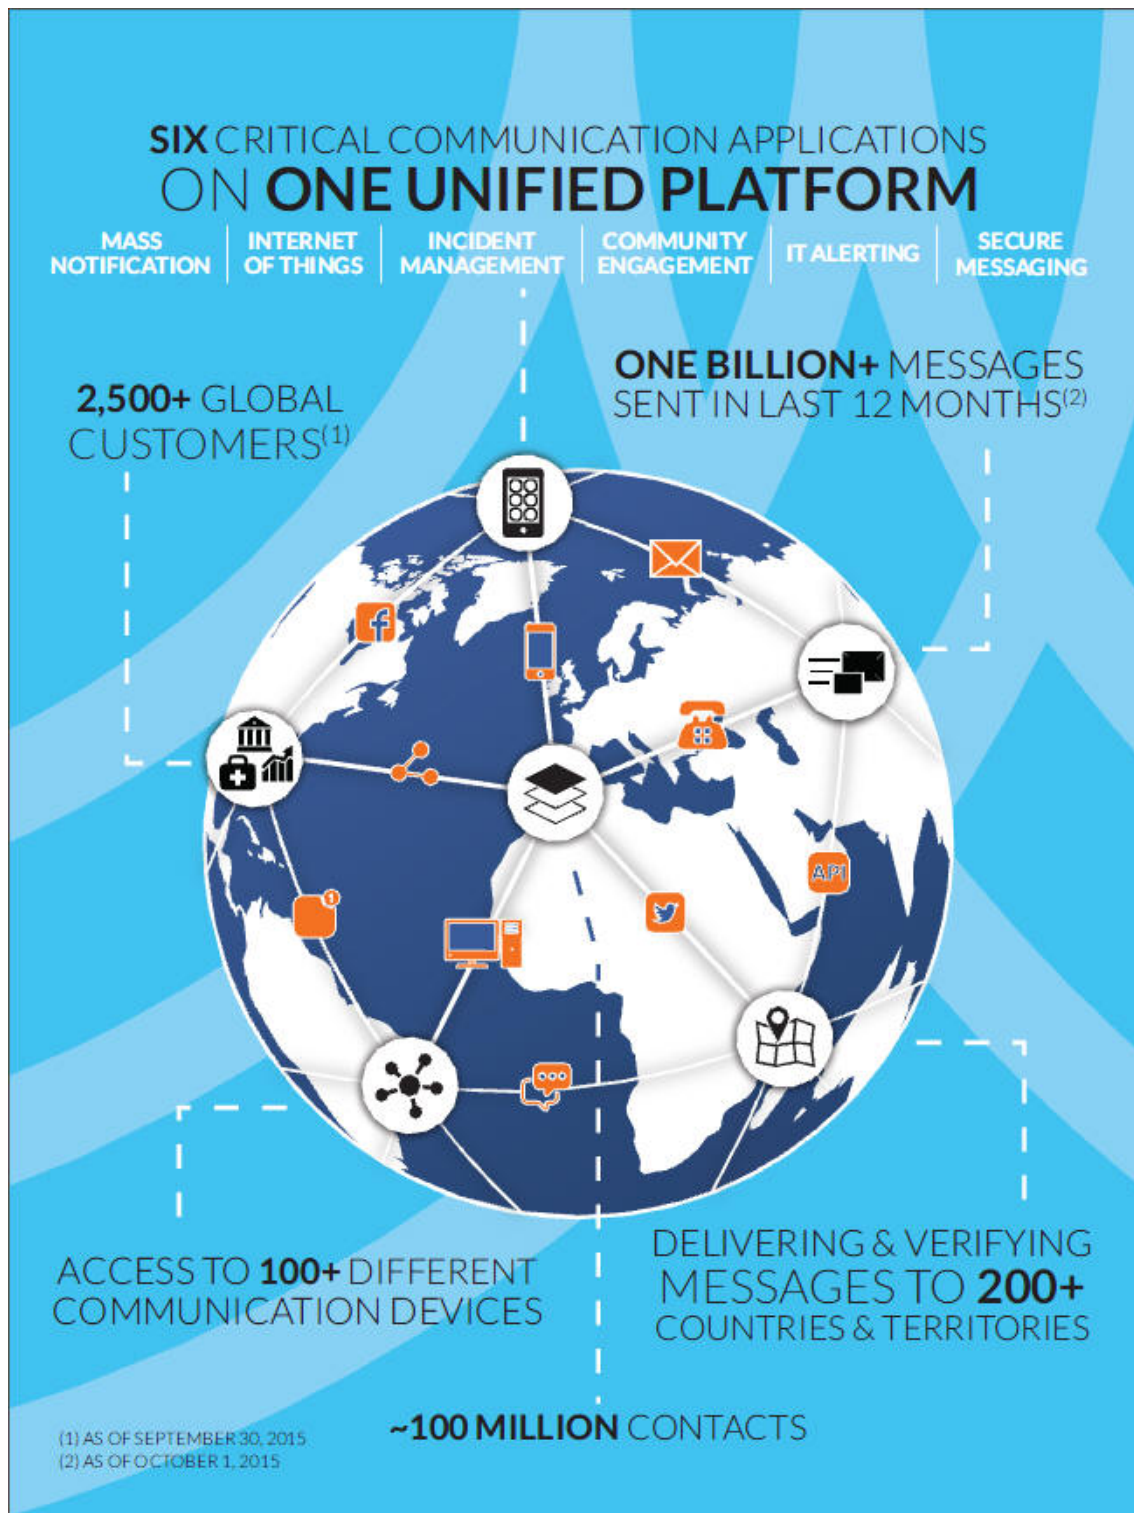 SIX CRITICAL COMMUNICATION APPLICATIONS
ON ONE UNIFIED PLATFORM
MASS
NOTIFICATION
INTERNET
OF THINGS
INCIDENT
MANAGEMENT
COMMUNITY
ENGAGEMENT
IT ALERTING
SECURE
MESSAGING
2,500+ GLOBAL
CUSTOMERS(1)
ONE BILLION+ MESSAGES
SENT IN LAST 12 MONTHS(2)
f
API
1
ACCESS TO 100+ DIFFERENT
COMMUNICATION DEVICES
DELIVERING & VERIFYING
MESSAGES TO 200+
COUNTRIES & TERRITORIES
~100 MILLION CONTACTS
(1) AS OF SEPTEMBER 30, 2015
(2) AS OF OCTOBER 1, 2015